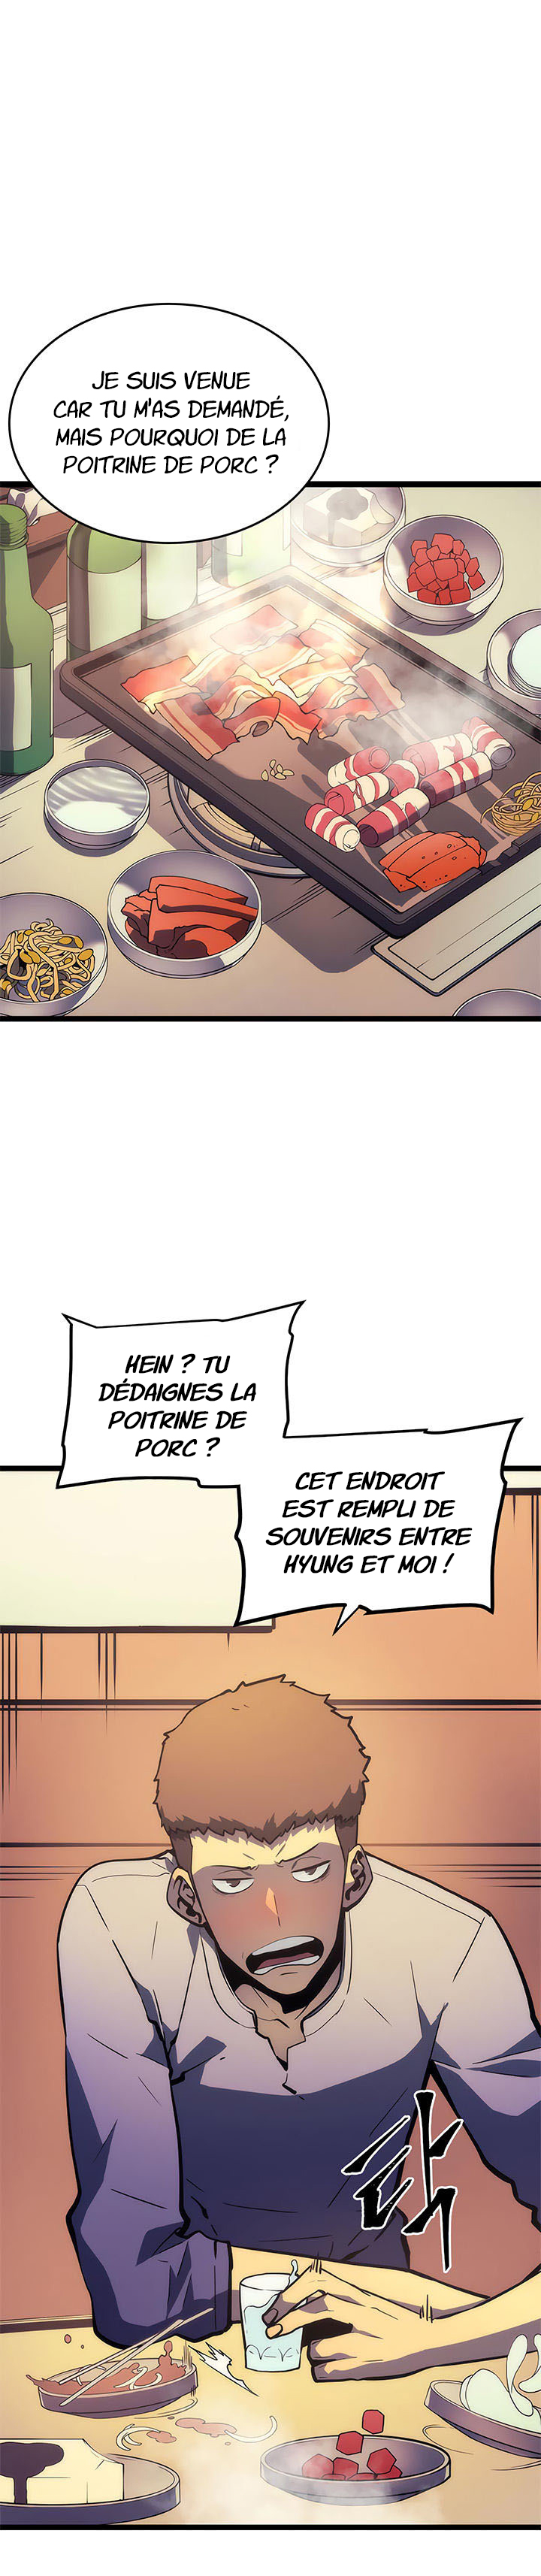 JE SUIS VENUE
CAR TU M'AS DEMANDÉ,
MAIS POURQUOI DE LA
POITRINE DE PORC ?
HEIN ? TU
DÉDAIGNES LA
POITRINE DE
PORC ?
CET ENDROIT
EST REMPLI DE
SOUVENIRS ENTRE
HYUNG ET MOI !
탁